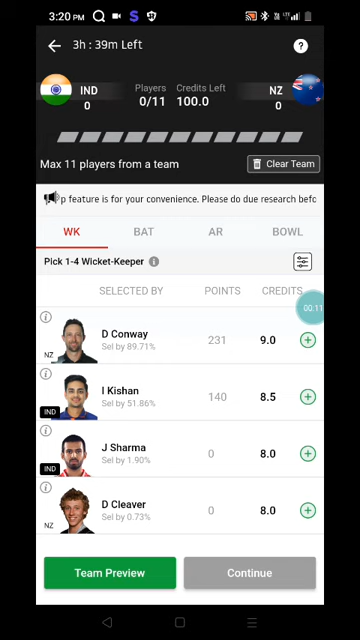 3:20 PM
3h : 39m Left
IND
0
Players
0/11
Credits Left
100.0
NZ
0
Max 11 players from a team
Clear Team
p feature is for your convenience. Please do due research befo
WK BAT AR BOWL
Pick 1-4 Wicket-Keeper
SELECTED BY POINTS CREDITS
00:11
D Conway
Sel by 89.71%
231 9.0
NZ
I Kishan
Sel by 51.86%
140 8.5
IND
J Sharma
Sel by 1.90%
0 8.0
IND
D Cleaver
Sel by 0.73%
0 8.0
NZ
Team Preview Continue